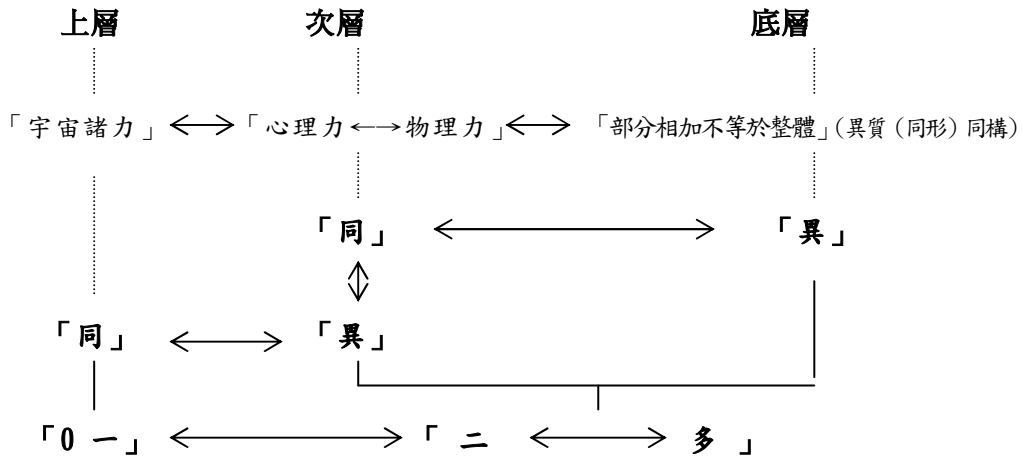 上層 次層 底層
「宇宙諸力」 「心理力←→物理力」 「部分相加不等於整體」(異質（同形）同構)
「同」 「異」
「同」 「異」
「0 一」 「 二 多 」